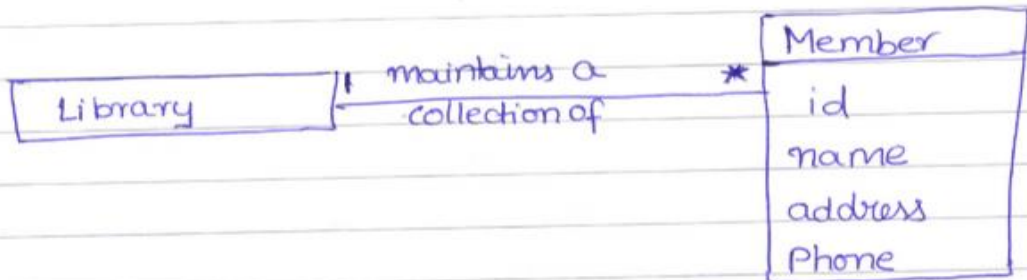 Member
Library
1 maintains a *
collection of
id
name
address
Phone